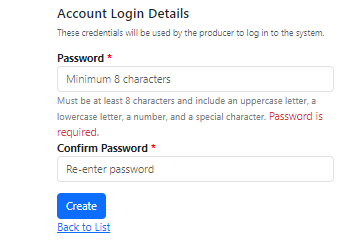 Account Login Details
These credentials will be used by the producer to log in to the system.
Password *
Minimum 8 characters
Must be at least 8 characters and include an uppercase letter, a
lowercase letter, a number, and a special character. Password is
required.
Confirm Password *
Re-enter password
Create
Back to List